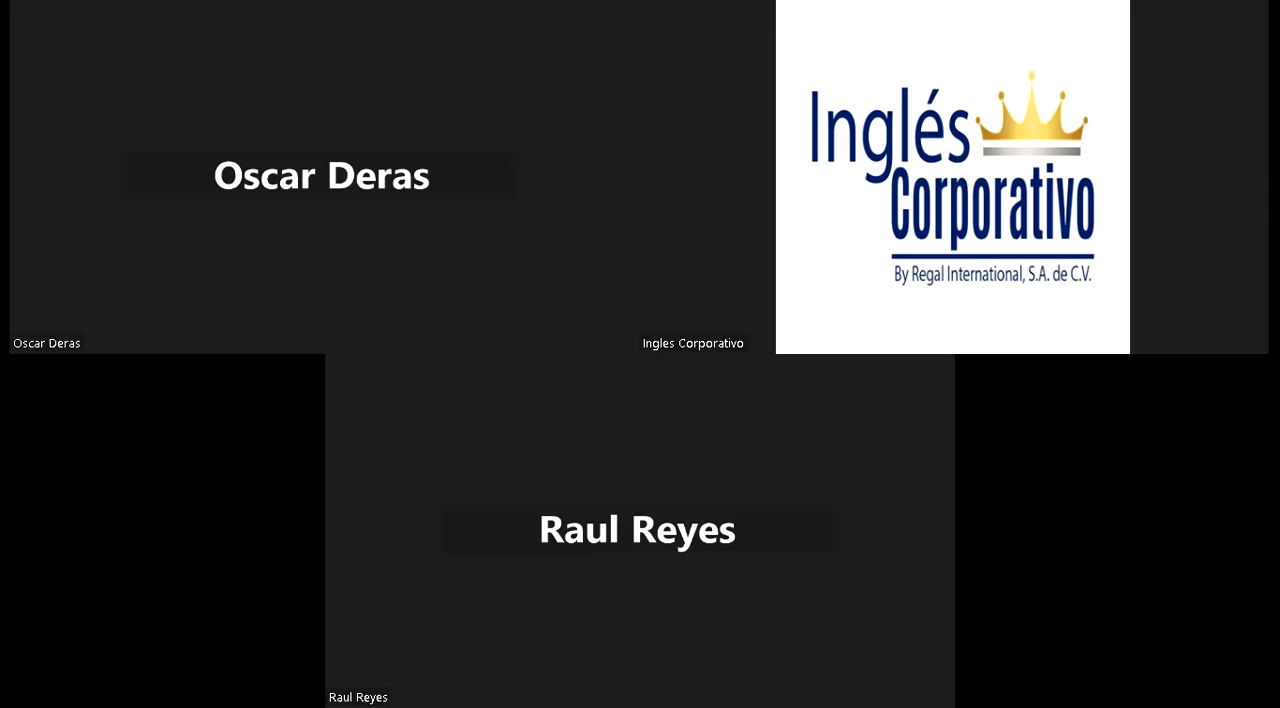 Oscar Deras
Inglés
Corporativo
By Regal International, S.A. de C.V.
Oscar Deras
Ingles Corporativo
Raul Reyes
Raul Reyes